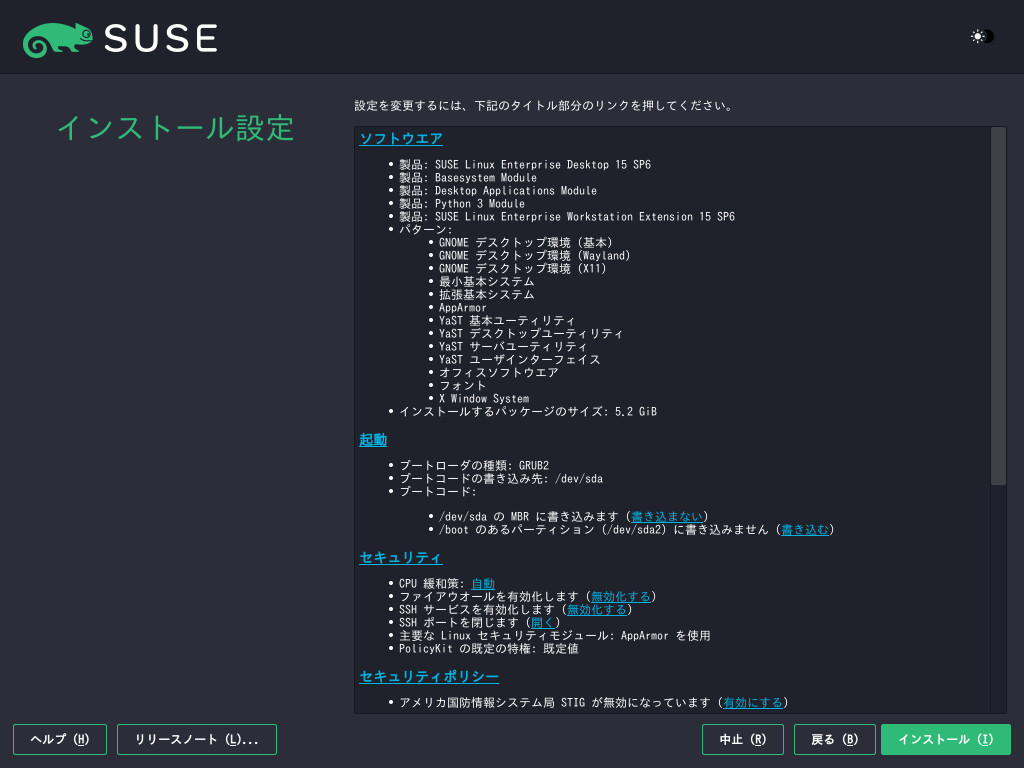 SUSE
インストール設定
設定を変更するには、下記のタイトル部分のリンクを押してください。
ソフトウエア
• 製品: SUSE Linux Enterprise Desktop 15 SP6
• 製品: Basesystem Module
• 製品: Desktop Applications Module
• 製品: Python 3 Module
• 製品: SUSE Linux Enterprise Workstation Extension 15 SP6
• パターン:
• GNOME デスクトップ環境 (基本)
• GNOME デスクトップ環境 (Wayland)
• GNOME デスクトップ環境 (X11)
• 最小基本システム
• 拡張基本システム
• AppArmor
• YaST 基本ユーティリティ
• YaST デスクトップユーティリティ
• YaST サーバユーティリティ
• YaST ユーザインターフェイス
• オフィスソフトウエア
• フォント
• X Window System
• インストールするパッケージのサイズ: 5.2 GiB
起動
• ブートローダの種類: GRUB2
• ブートコードの書き込み先: /dev/sda
• ブートコード:
• /dev/sda の MBR に書き込みます (書き込まない)
• /boot のあるパーティション (/dev/sda2) に書き込みません (書き込む)
セキュリティ
• CPU 緩和策: 自動
• ファイアウオールを有効化します (無効化する)
• SSH サービスを有効化します (無効化する)
• SSH ポートを閉じます (開く)
• 主要な Linux セキュリティモジュール: AppArmor を使用
• PolicyKit の既定の特権: 既定値
セキュリティポリシー
• アメリカ国防情報システム局 STIG が無効になっています (有効にする)
ヘルプ (H) リリースノート (L)... 中止 (R) 戻る (B) インストール (I)